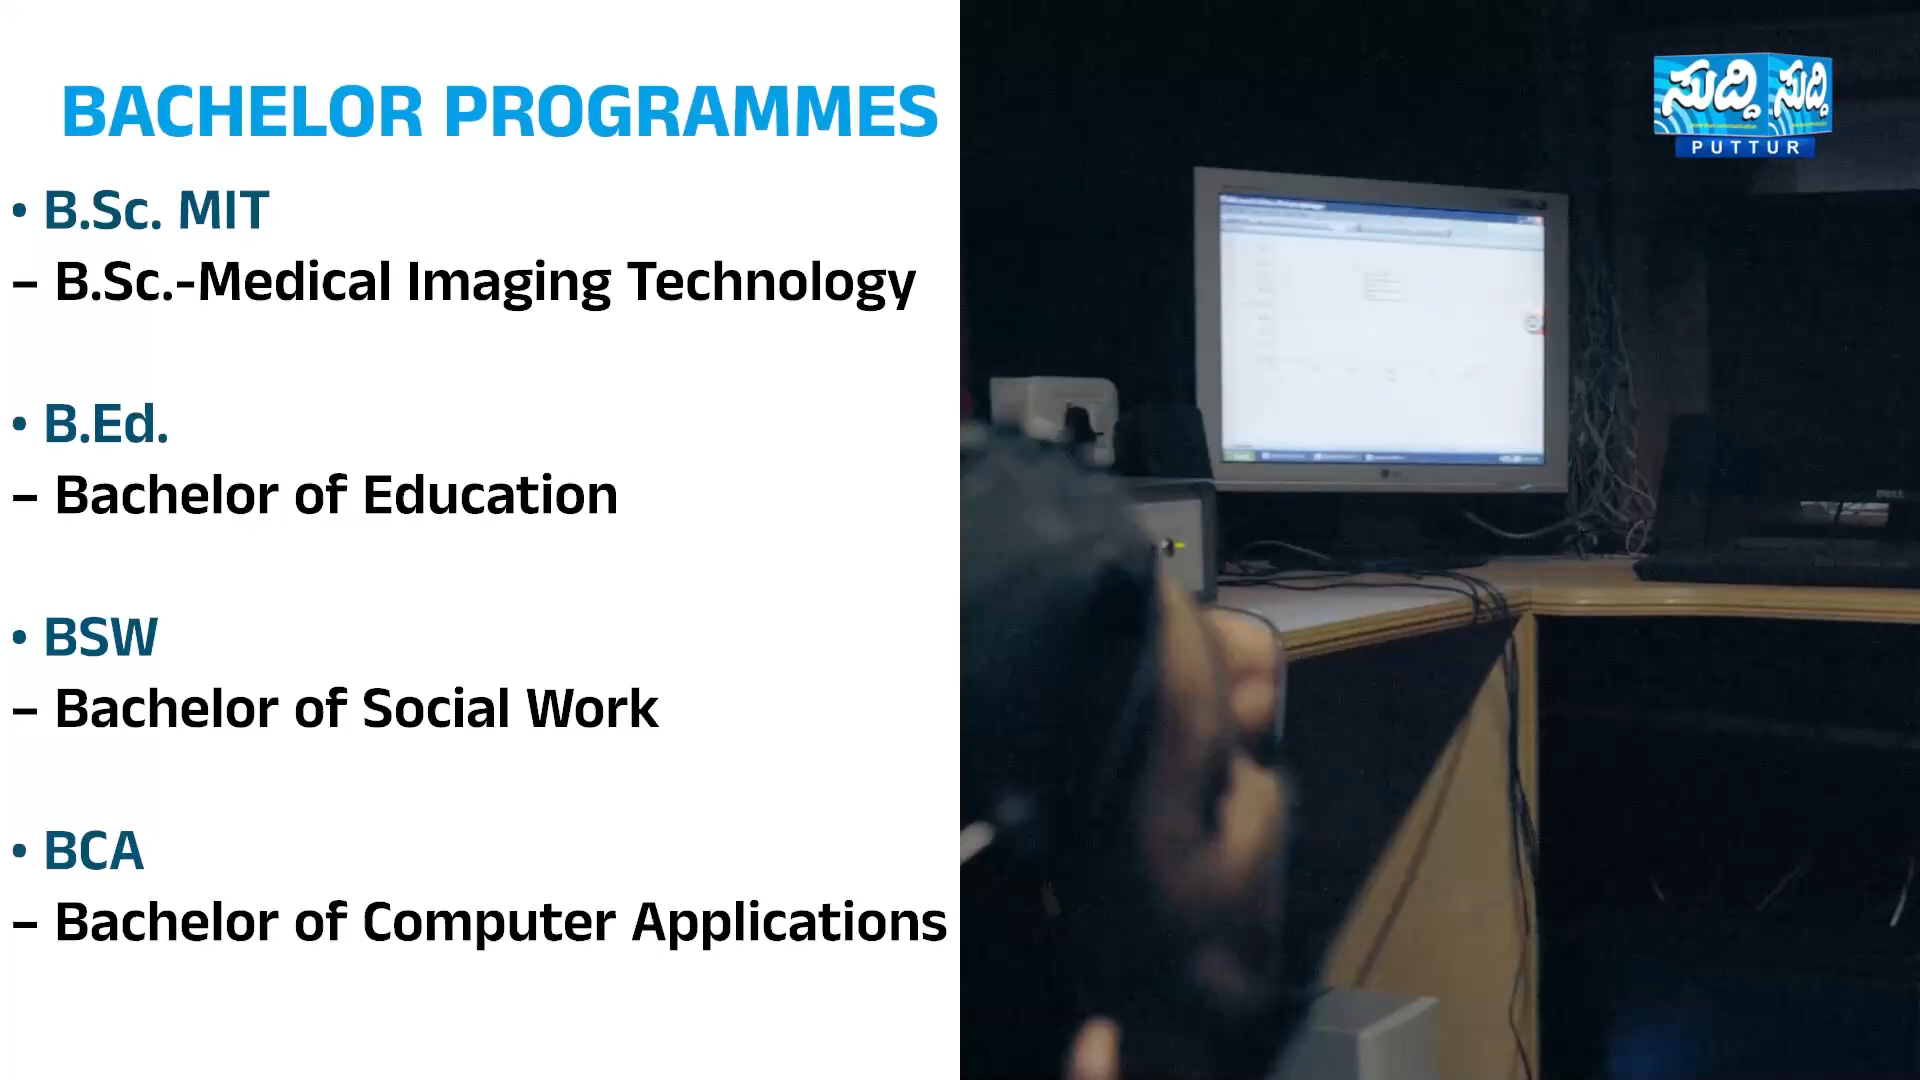 BACHELOR PROGRAMMES
• B.Sc. MIT
– B.Sc.-Medical Imaging Technology
• B.Ed.
– Bachelor of Education
• BSW
– Bachelor of Social Work
• BCA
– Bachelor of Computer Applications
ಸುದ್ದಿ ಸುದ್ದಿ
PUTTUR
DELL